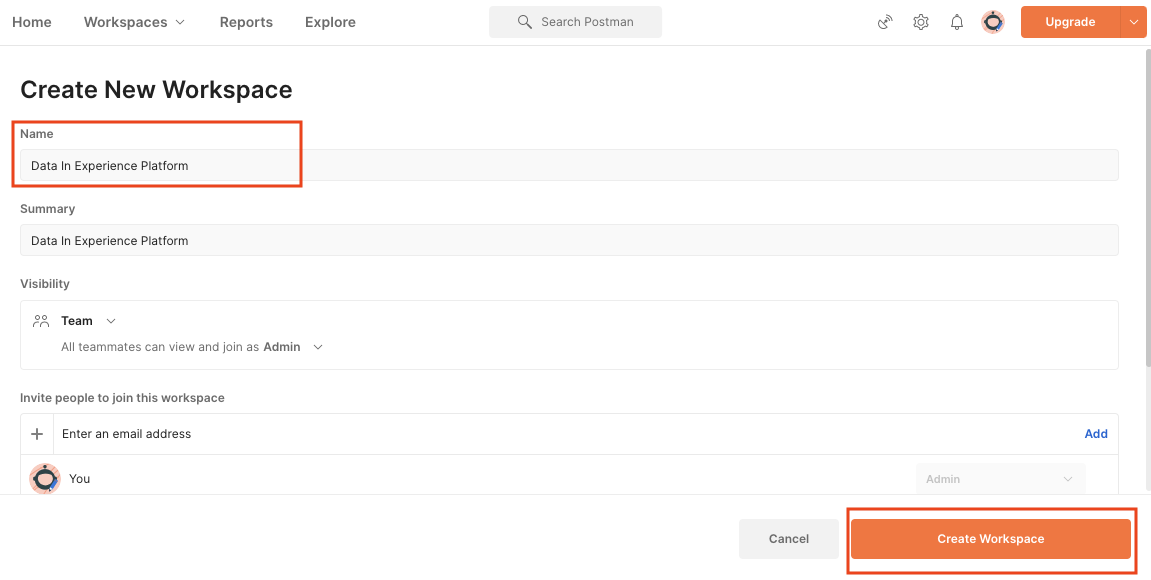 Home Workspaces Reports Explore Search Postman Upgrade
Create New Workspace
Name
Data In Experience Platform
Summary
Data In Experience Platform
Visibility
Team
All teammates can view and join as Admin
Invite people to join this workspace
Enter an email address Add
You Admin
Cancel Create Workspace